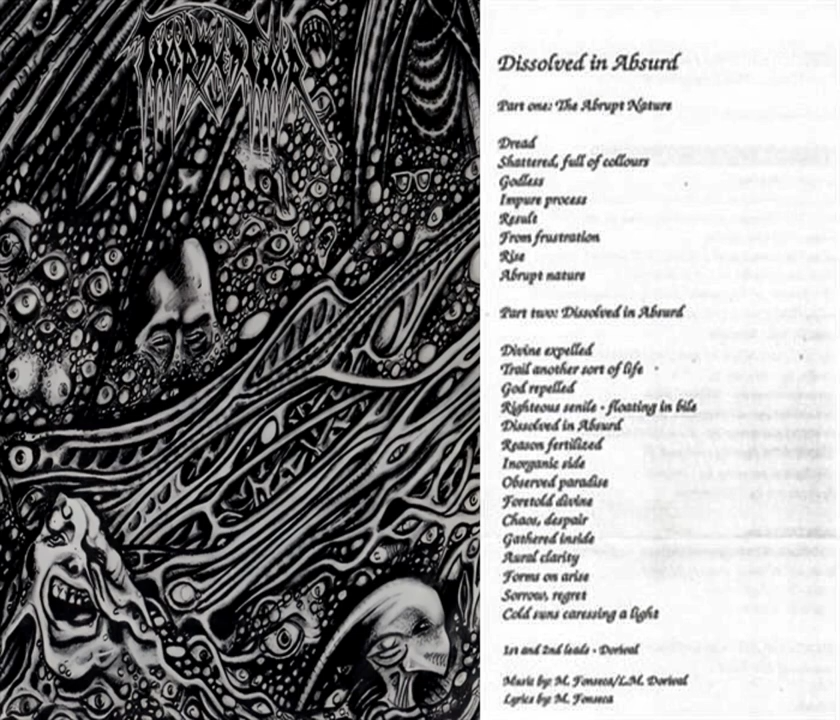 Thormenthor
Dissolved in Absurd
Part one: The Abrupt Nature
Dread
Shattered, full of collours
Godless
Impure process
Result
From frustration
Rise
Abrupt nature
Part two: Dissolved in Absurd
Divine expelled
Trail another sort of life
God repelled
Righteous senile - floating in bile
Dissolved in Absurd
Reason fertilized
Inorganic side
Observed paradise
Foretold divine
Chaos, despair
Gathered inside
Aural clarity
Forms on arise
Sorrow, regret
Cold suns caressing a light
1st and 2nd leads - Dorival
Music by: M. Fonseca/L.M. Dorival
Lyrics by: M. Fonseca